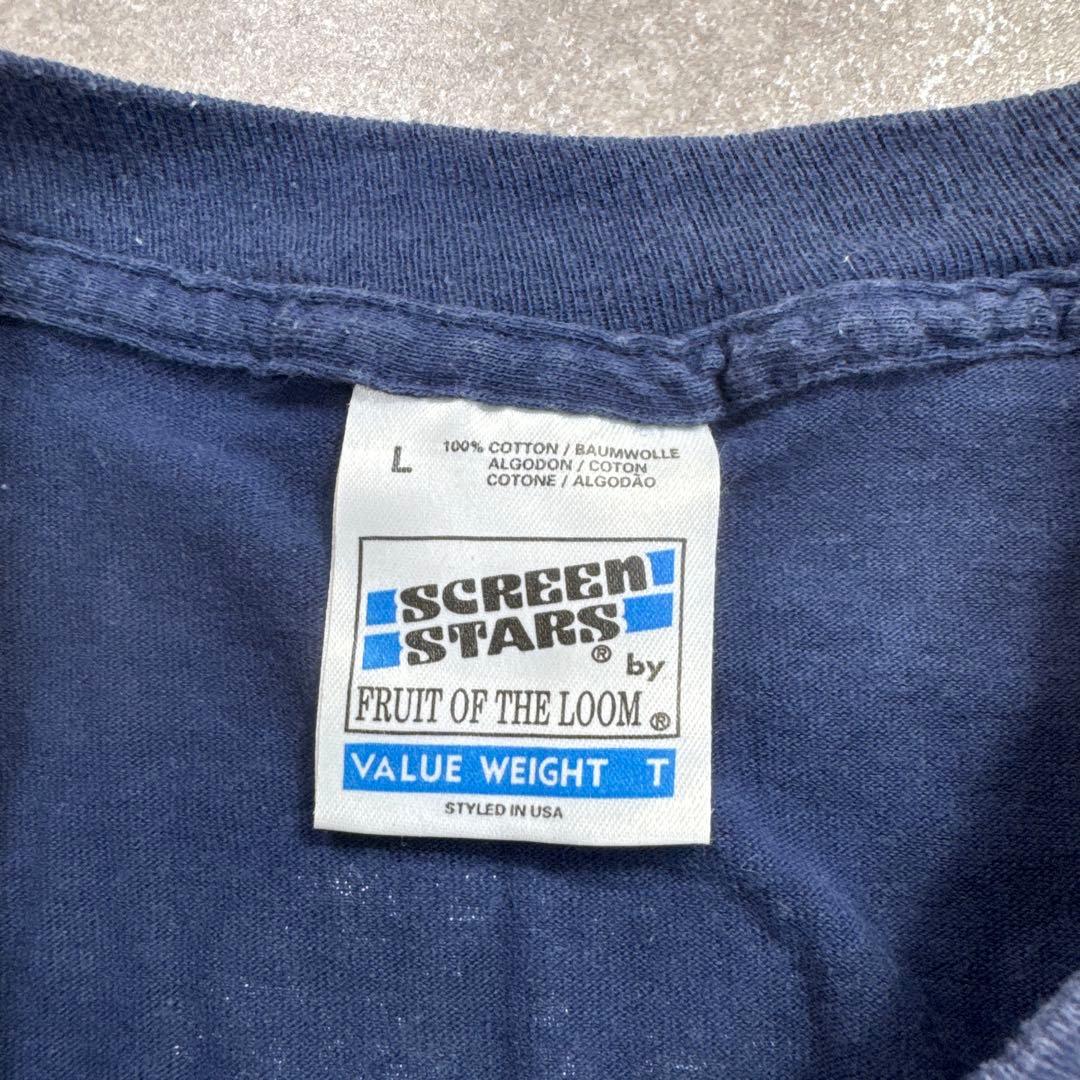 L
100% COTTON / BAUMWOLLE
ALGODON / COTON
COTONE / ALGODÃO
SCREEN
STARS® by
FRUIT OF THE LOOM®
VALUE WEIGHT T
STYLED IN USA